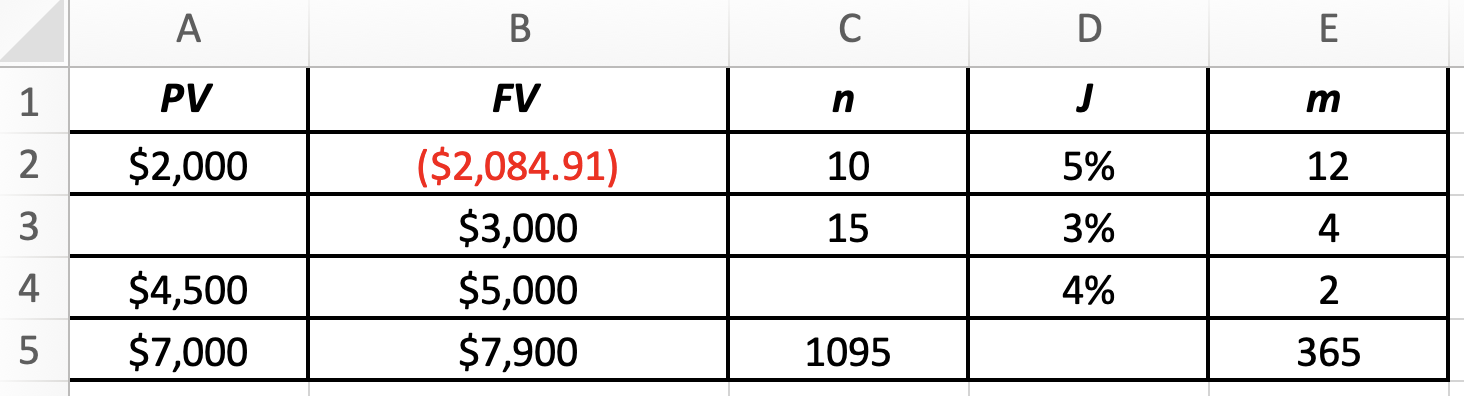 A B C D E
1 PV FV n J m
2 $2,000 ($2,084.91) 10 5% 12
3 $3,000 15 3% 4
4 $4,500 $5,000 4% 2
5 $7,000 $7,900 1095 365